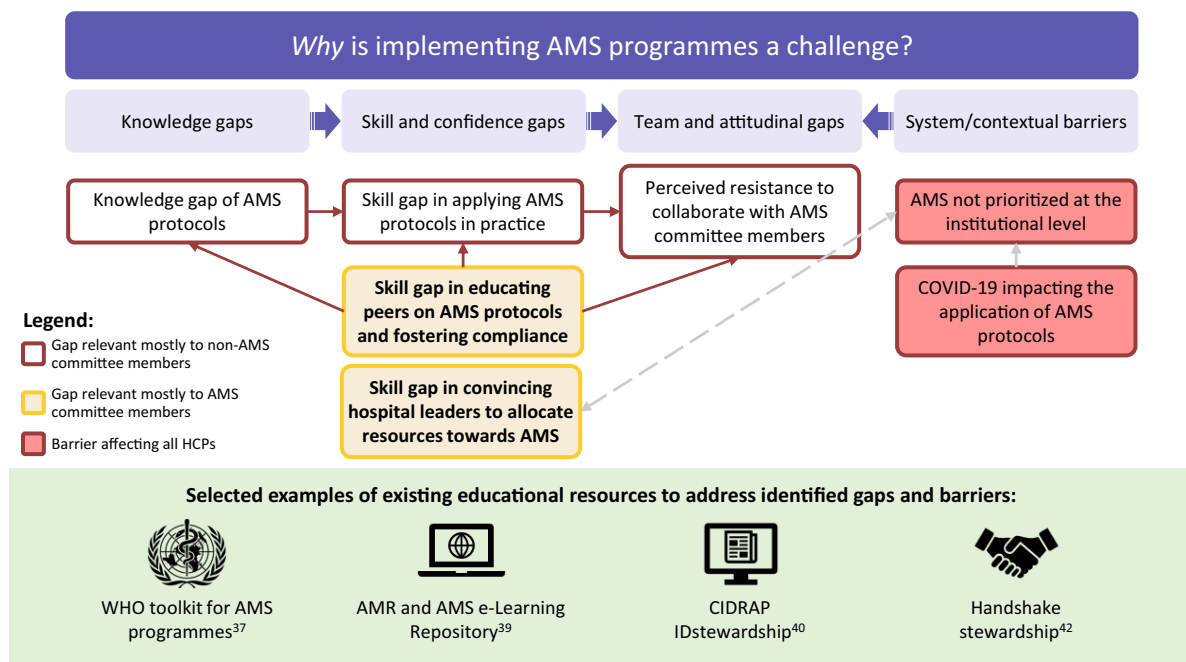 Why is implementing AMS programmes a challenge?
Knowledge gaps
Skill and confidence gaps
Team and attitudinal gaps
System/contextual barriers
Knowledge gap of AMS
protocols
Skill gap in applying AMS
protocols in practice
Perceived resistance to
collaborate with AMS
committee members
AMS not prioritized at the
institutional level
Skill gap in educating
peers on AMS protocols
and fostering compliance
COVID-19 impacting the
application of AMS
protocols
Skill gap in convincing
hospital leaders to allocate
resources towards AMS
Legend:
Gap relevant mostly to non-AMS
committee members
Gap relevant mostly to AMS
committee members
Barrier affecting all HCPs
Selected examples of existing educational resources to address identified gaps and barriers:
WHO toolkit for AMS
programmes37
AMR and AMS e-Learning
Repository39
CIDRAP
IDstewardship40
Handshake
stewardship42